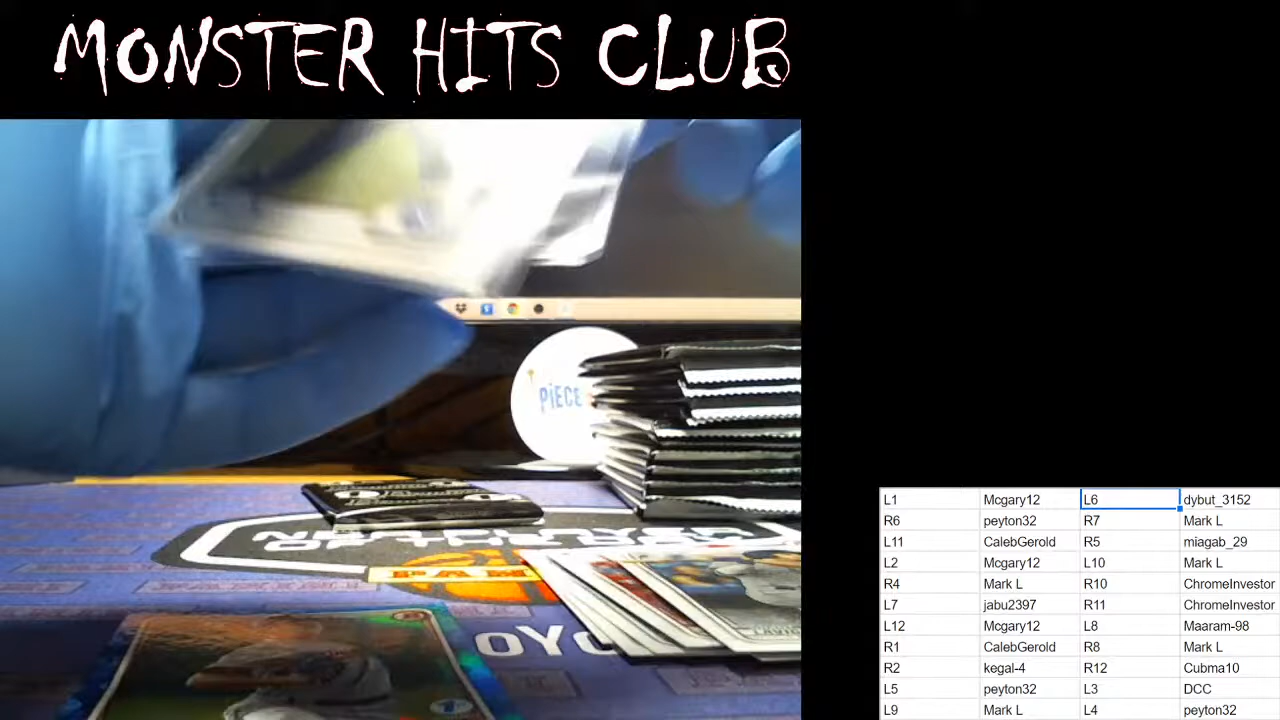 MONSTER HITS CLUB
PiECE
L1 Mcgary12 L6 dybut_3152
R6 peyton32 R7 Mark L
L11 CalebGerold R5 miagab_29
L2 Mcgary12 L10 Mark L
R4 Mark L R10 ChromeInvestor
L7 jabu2397 R11 ChromeInvestor
L12 Mcgary12 L8 Maaram-98
R1 CalebGerold R8 Mark L
R2 kegal-4 R12 Cubma10
L5 peyton32 L3 DCC
L9 Mark L L4 peyton32